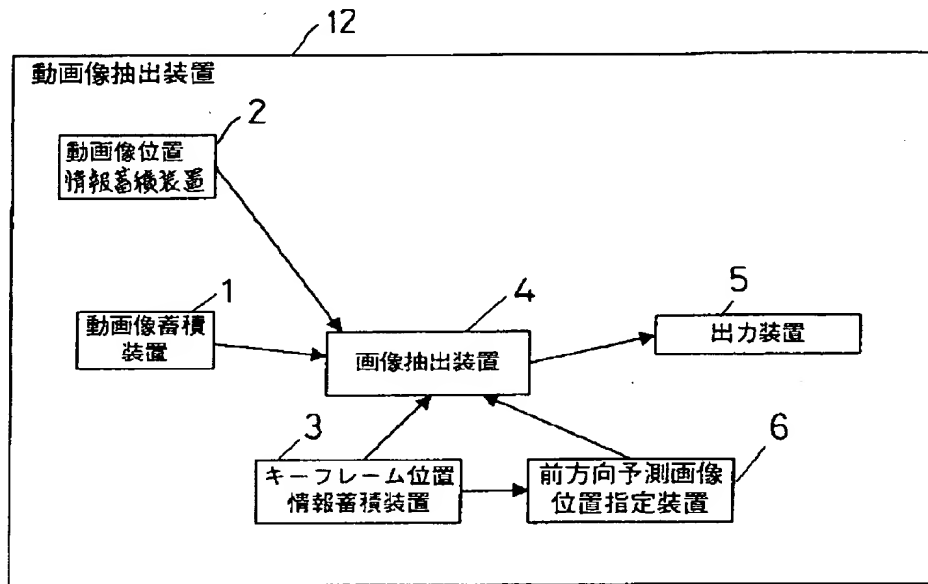 12
動画像抽出装置
2
動画像位置
情報蓄積装置
1
動画像蓄積
装置
4
画像抽出装置
5
出力装置
3
キーフレーム位置
情報蓄積装置
6
前方向予測画像
位置指定装置